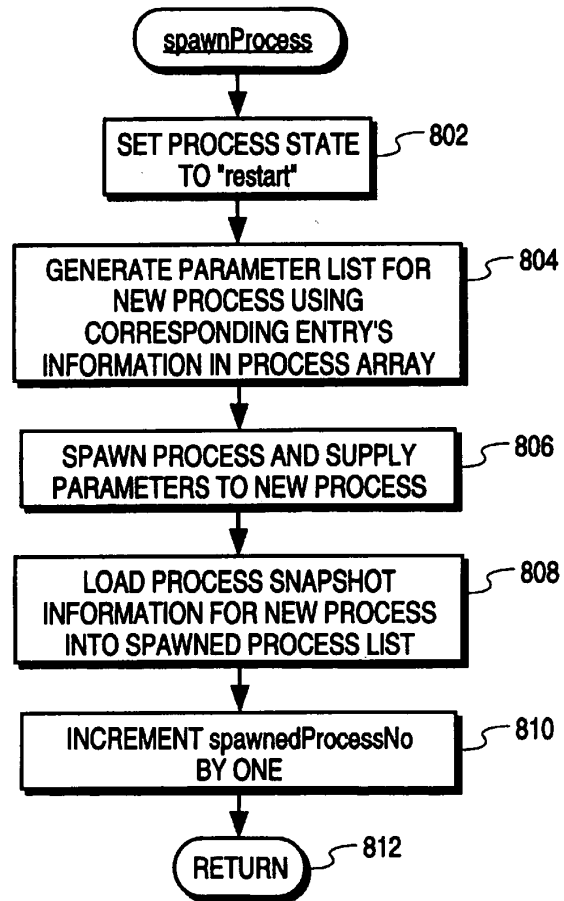 spawnProcess
SET PROCESS STATE
TO "restart"
802
GENERATE PARAMETER LIST FOR
NEW PROCESS USING
CORRESPONDING ENTRY'S
INFORMATION IN PROCESS ARRAY
804
SPAWN PROCESS AND SUPPLY
PARAMETERS TO NEW PROCESS
806
LOAD PROCESS SNAPSHOT
INFORMATION FOR NEW PROCESS
INTO SPAWNED PROCESS LIST
808
INCREMENT spawnedProcessNo
BY ONE
810
RETURN
812